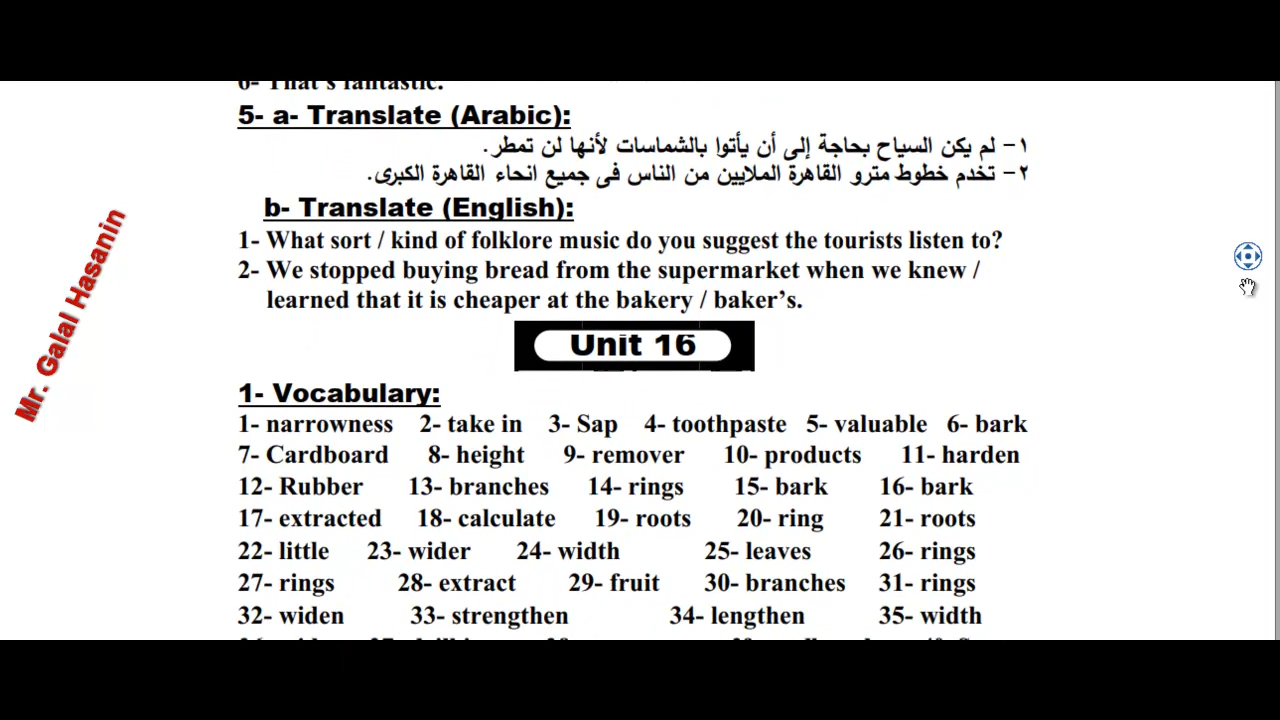 6- That's fantastic.
5- a- Translate (Arabic):
١- لم يكن السياح بحاجة إلى أن يأتوا بالشماسات لأنها لن تمطر.
٢- تخدم خطوط مترو القاهرة الملايين من الناس فى جميع انحاء القاهرة الكبرى.
b- Translate (English):
1- What sort / kind of folklore music do you suggest the tourists listen to?
2- We stopped buying bread from the supermarket when we knew /
learned that it is cheaper at the bakery / baker's.
Mr. Galal Hasanin
Unit 16
1- Vocabulary:
1- narrowness 2- take in 3- Sap 4- toothpaste 5- valuable 6- bark
7- Cardboard 8- height 9- remover 10- products 11- harden
12- Rubber 13- branches 14- rings 15- bark 16- bark
17- extracted 18- calculate 19- roots 20- ring 21- roots
22- little 23- wider 24- width 25- leaves 26- rings
27- rings 28- extract 29- fruit 30- branches 31- rings
32- widen 33- strengthen 34- lengthen 35- width